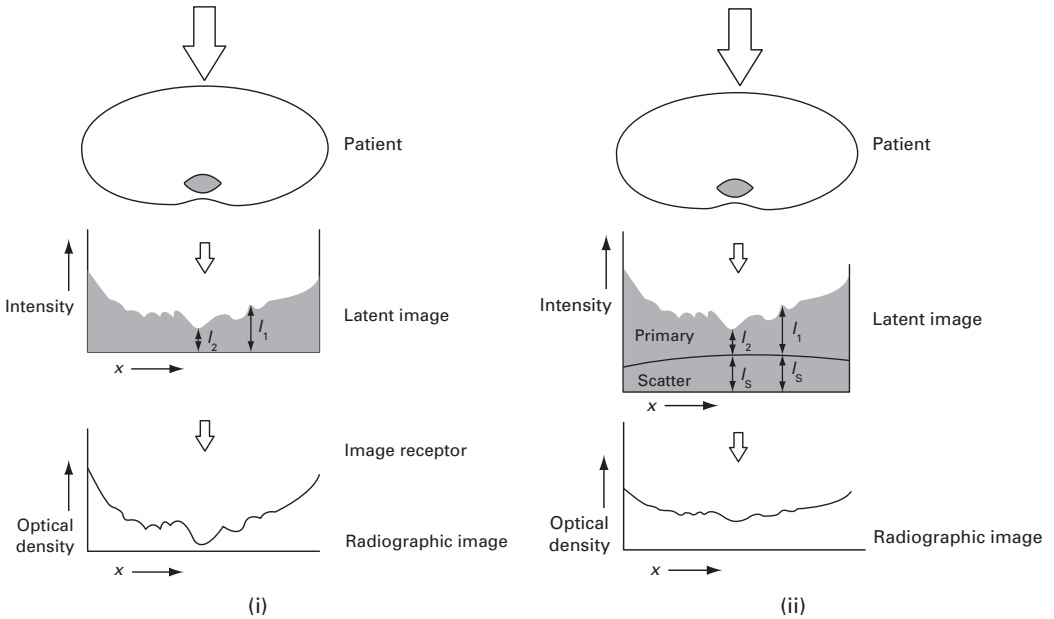 Patient
Intensity
I2
I1
Latent image
x
Image receptor
Optical
density
Radiographic image
x
(i)
Patient
Intensity
Primary
I2
I1
Latent image
Scatter
IS
IS
x
Optical
density
Radiographic image
x
(ii)